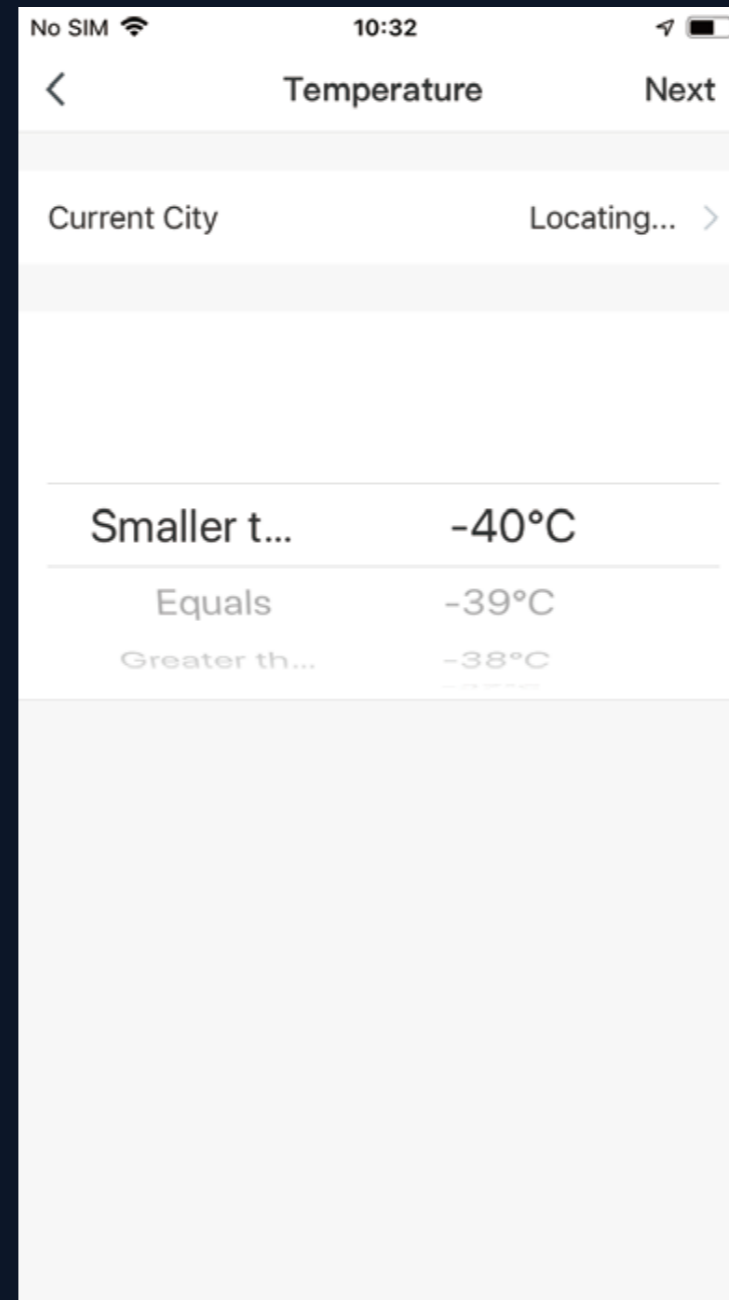 No SIM 10:32
Temperature Next
Current City Locating...
Smaller t... -40°C
Equals -39°C
Greater th... -38°C